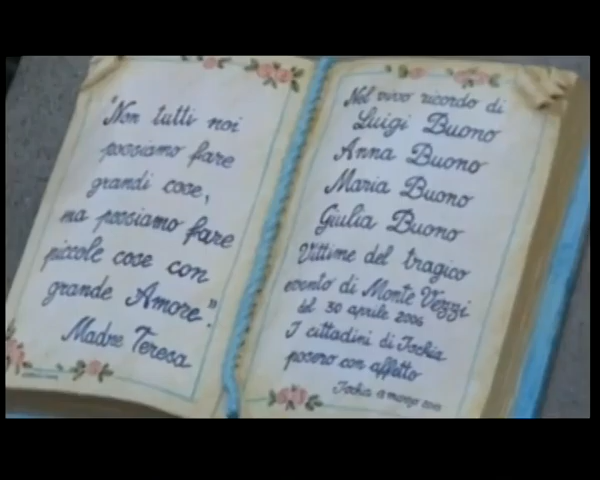 "Non tutti noi
possiamo fare
grandi cose,
ma possiamo fare
piccole cose con
grande Amore".
Madre Teresa
Nel vivo ricordo di
Luigi Buono
Anna Buono
Maria Buono
Giulia Buono
Vittime del tragico
evento di Monte Vezzi
del 30 aprile 2006
I cittadini di Ischia
posero con affetto
Ischia marzo